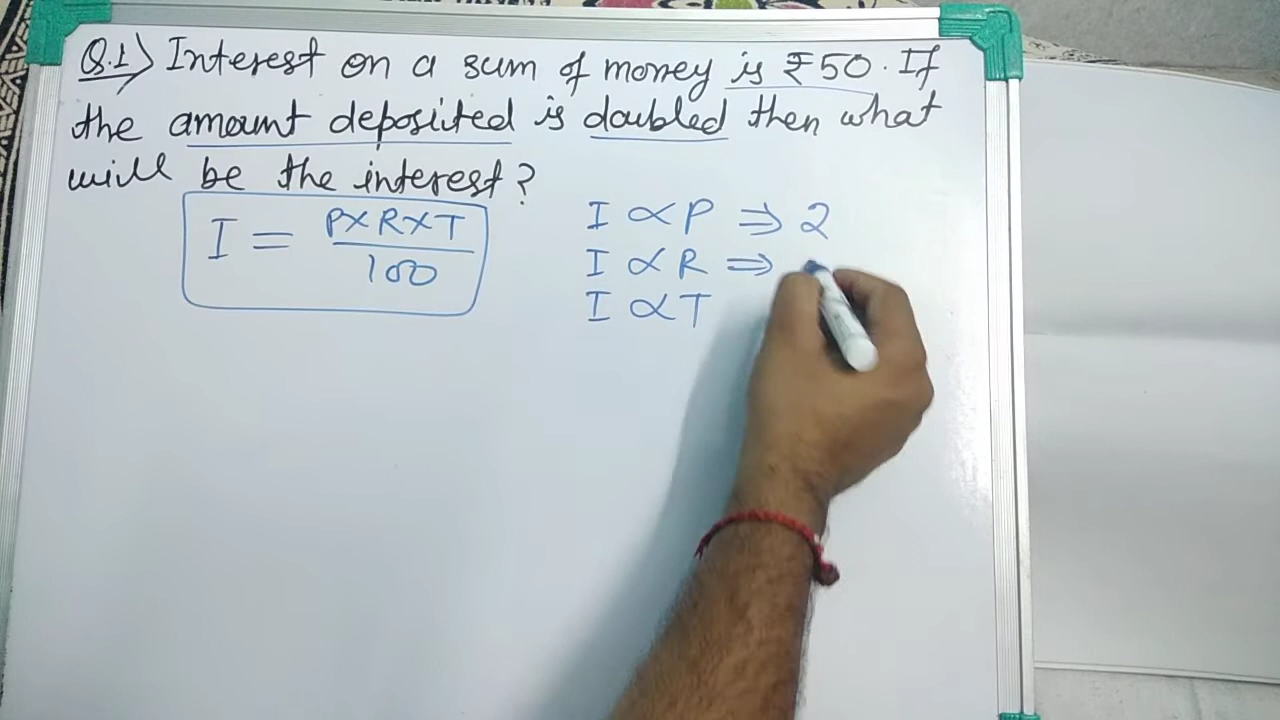 Q.1) Interest on a sum of money is ₹50. If
the amount deposited is doubled then what
will be the interest?
I = P×R×T
100
I ∝ P ⇒ 2
I ∝ R ⇒
I ∝ T